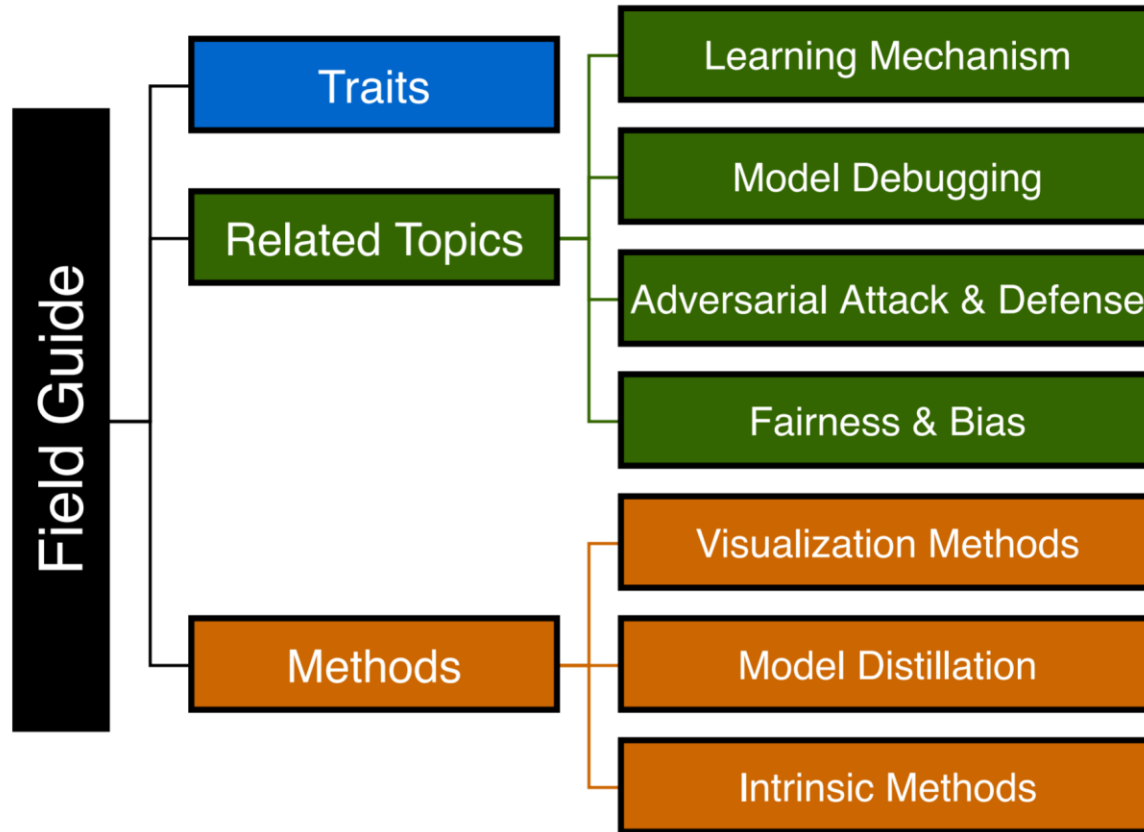 Field Guide
Traits
Related Topics
Learning Mechanism
Model Debugging
Adversarial Attack & Defense
Fairness & Bias
Methods
Visualization Methods
Model Distillation
Intrinsic Methods